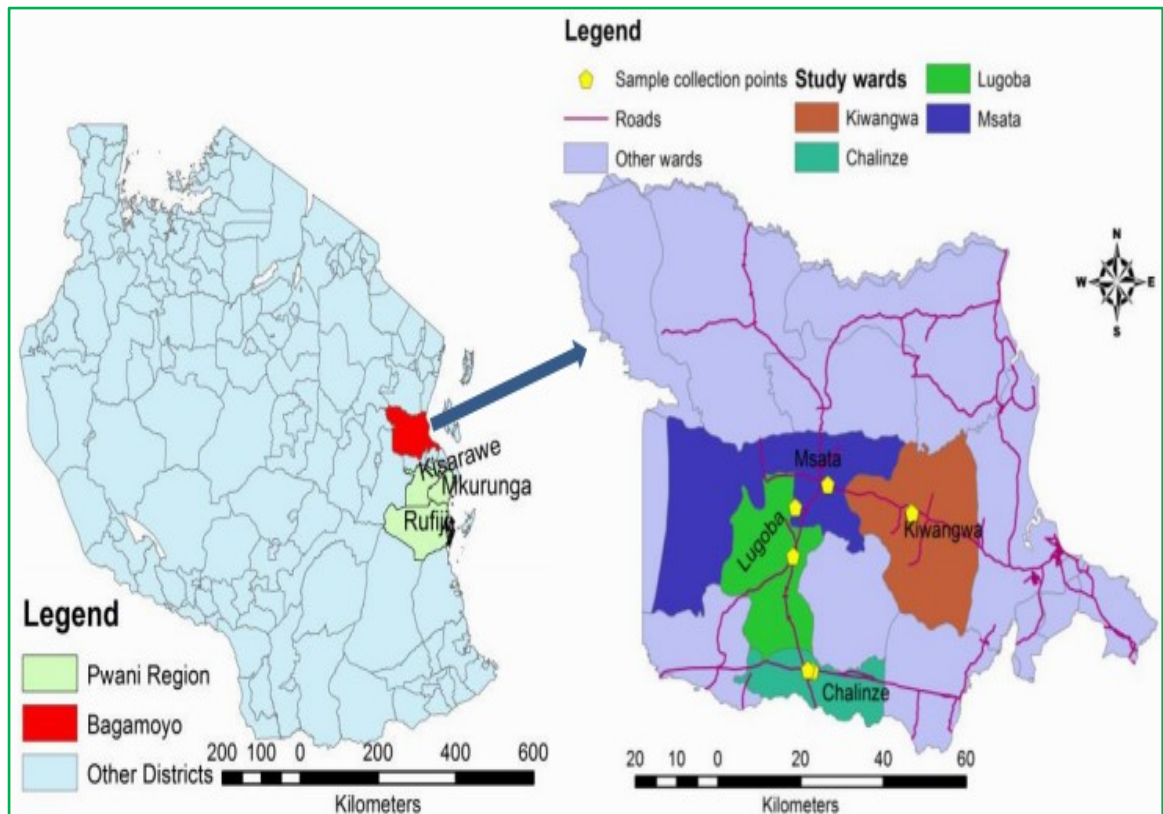 Kisarawe
Mkurunga
Rufiji
Legend
Pwani Region
Bagamoyo
Other Districts
200 100 0 200 400 600
Kilometers
Legend
Sample collection points
Roads
Other wards
Study wards
Kiwangwa
Chalinze
Lugoba
Msata
N
W E
S
Msata
Lugoba
Kiwangwa
Chalinze
20 10 0 20 40 60
Kilometers